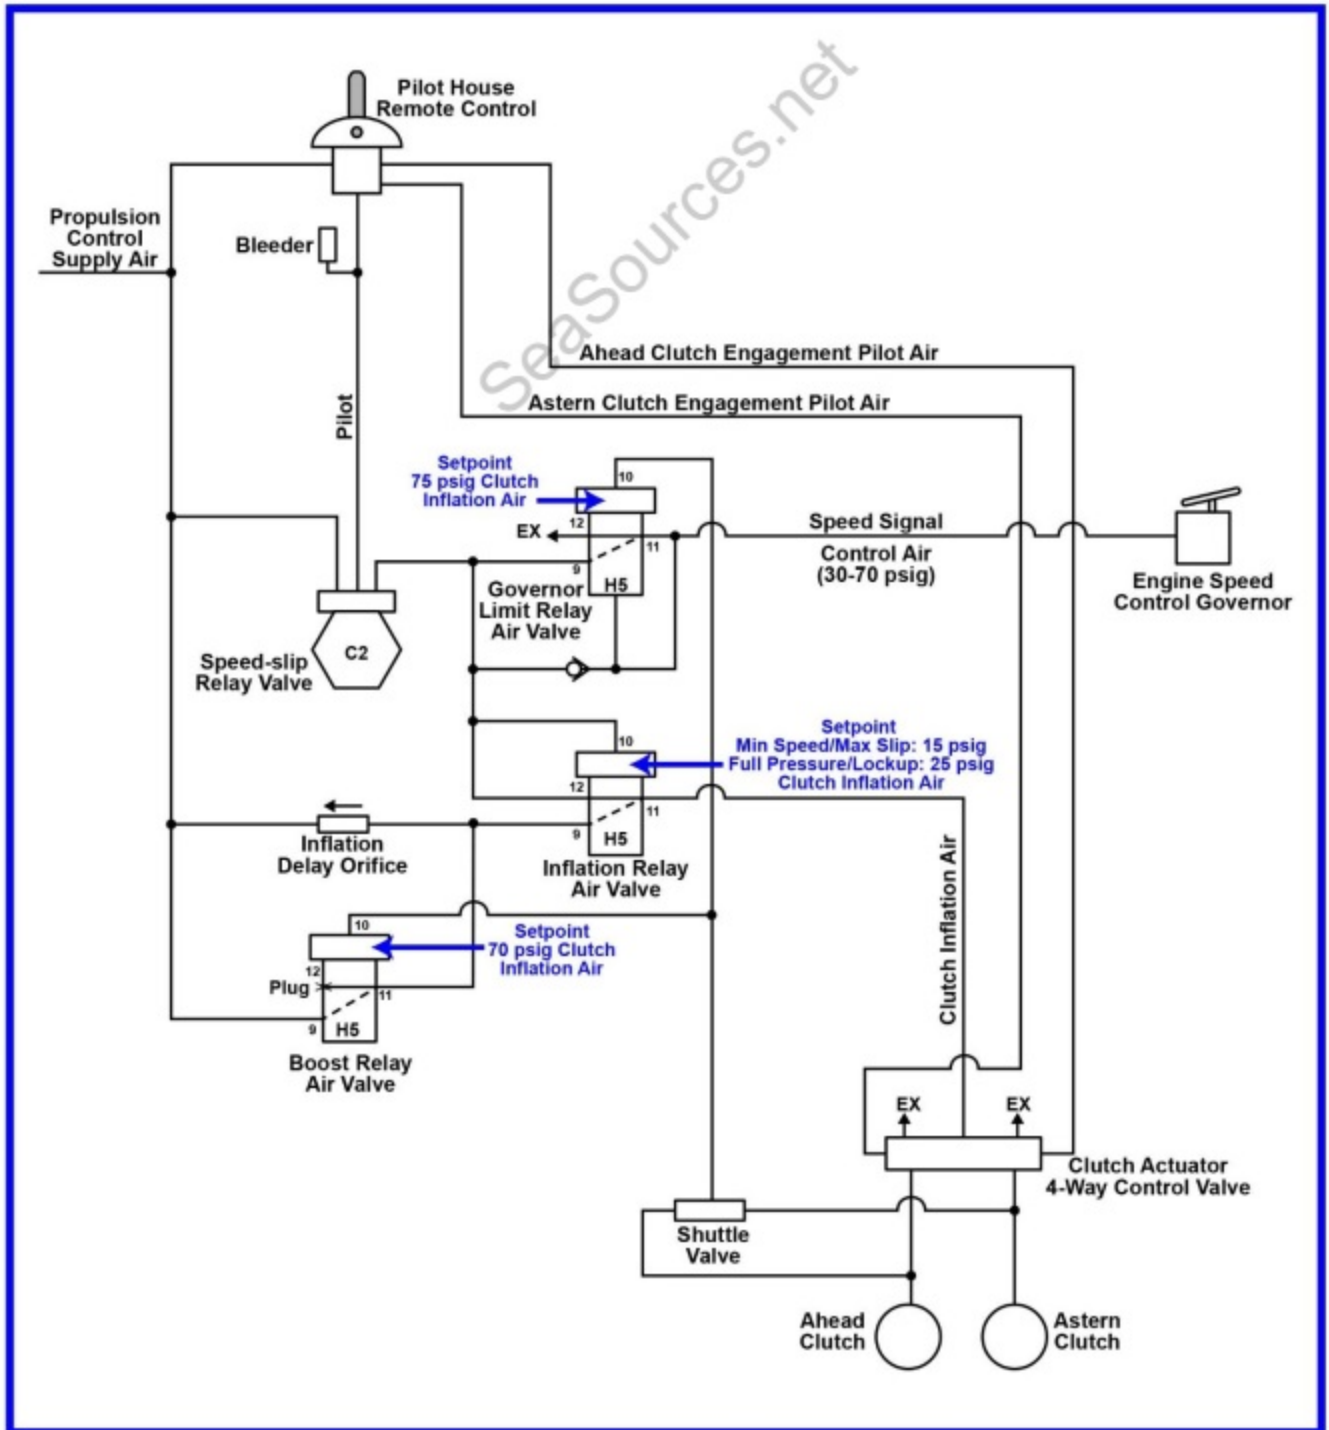 SeaSources.net
Pilot House
Remote Control
Propulsion
Control
Supply Air
Bleeder
Pilot
Ahead Clutch Engagement Pilot Air
Astern Clutch Engagement Pilot Air
Setpoint
75 psig Clutch
Inflation Air
10
12
EX
11
9
H5
Governor
Limit Relay
Air Valve
Speed Signal
Control Air
(30-70 psig)
Engine Speed
Control Governor
C2
Speed-slip
Relay Valve
Setpoint
Min Speed/Max Slip: 15 psig
Full Pressure/Lockup: 25 psig
Clutch Inflation Air
10
12
11
9
H5
Inflation Relay
Air Valve
Inflation
Delay Orifice
Setpoint
70 psig Clutch
Inflation Air
10
12
Plug
11
9
H5
Boost Relay
Air Valve
Clutch Inflation Air
EX
EX
Clutch Actuator
4-Way Control Valve
Shuttle
Valve
Ahead
Clutch
Astern
Clutch